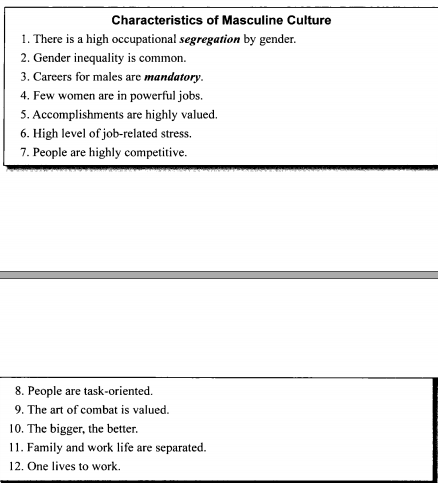 Characteristics of Masculine Culture
1. There is a high occupational segregation by gender.
2. Gender inequality is common.
3. Careers for males are mandatory.
4. Few women are in powerful jobs.
5. Accomplishments are highly valued.
6. High level of job-related stress.
7. People are highly competitive.
8. People are task-oriented.
9. The art of combat is valued.
10. The bigger, the better.
11. Family and work life are separated.
12. One lives to work.